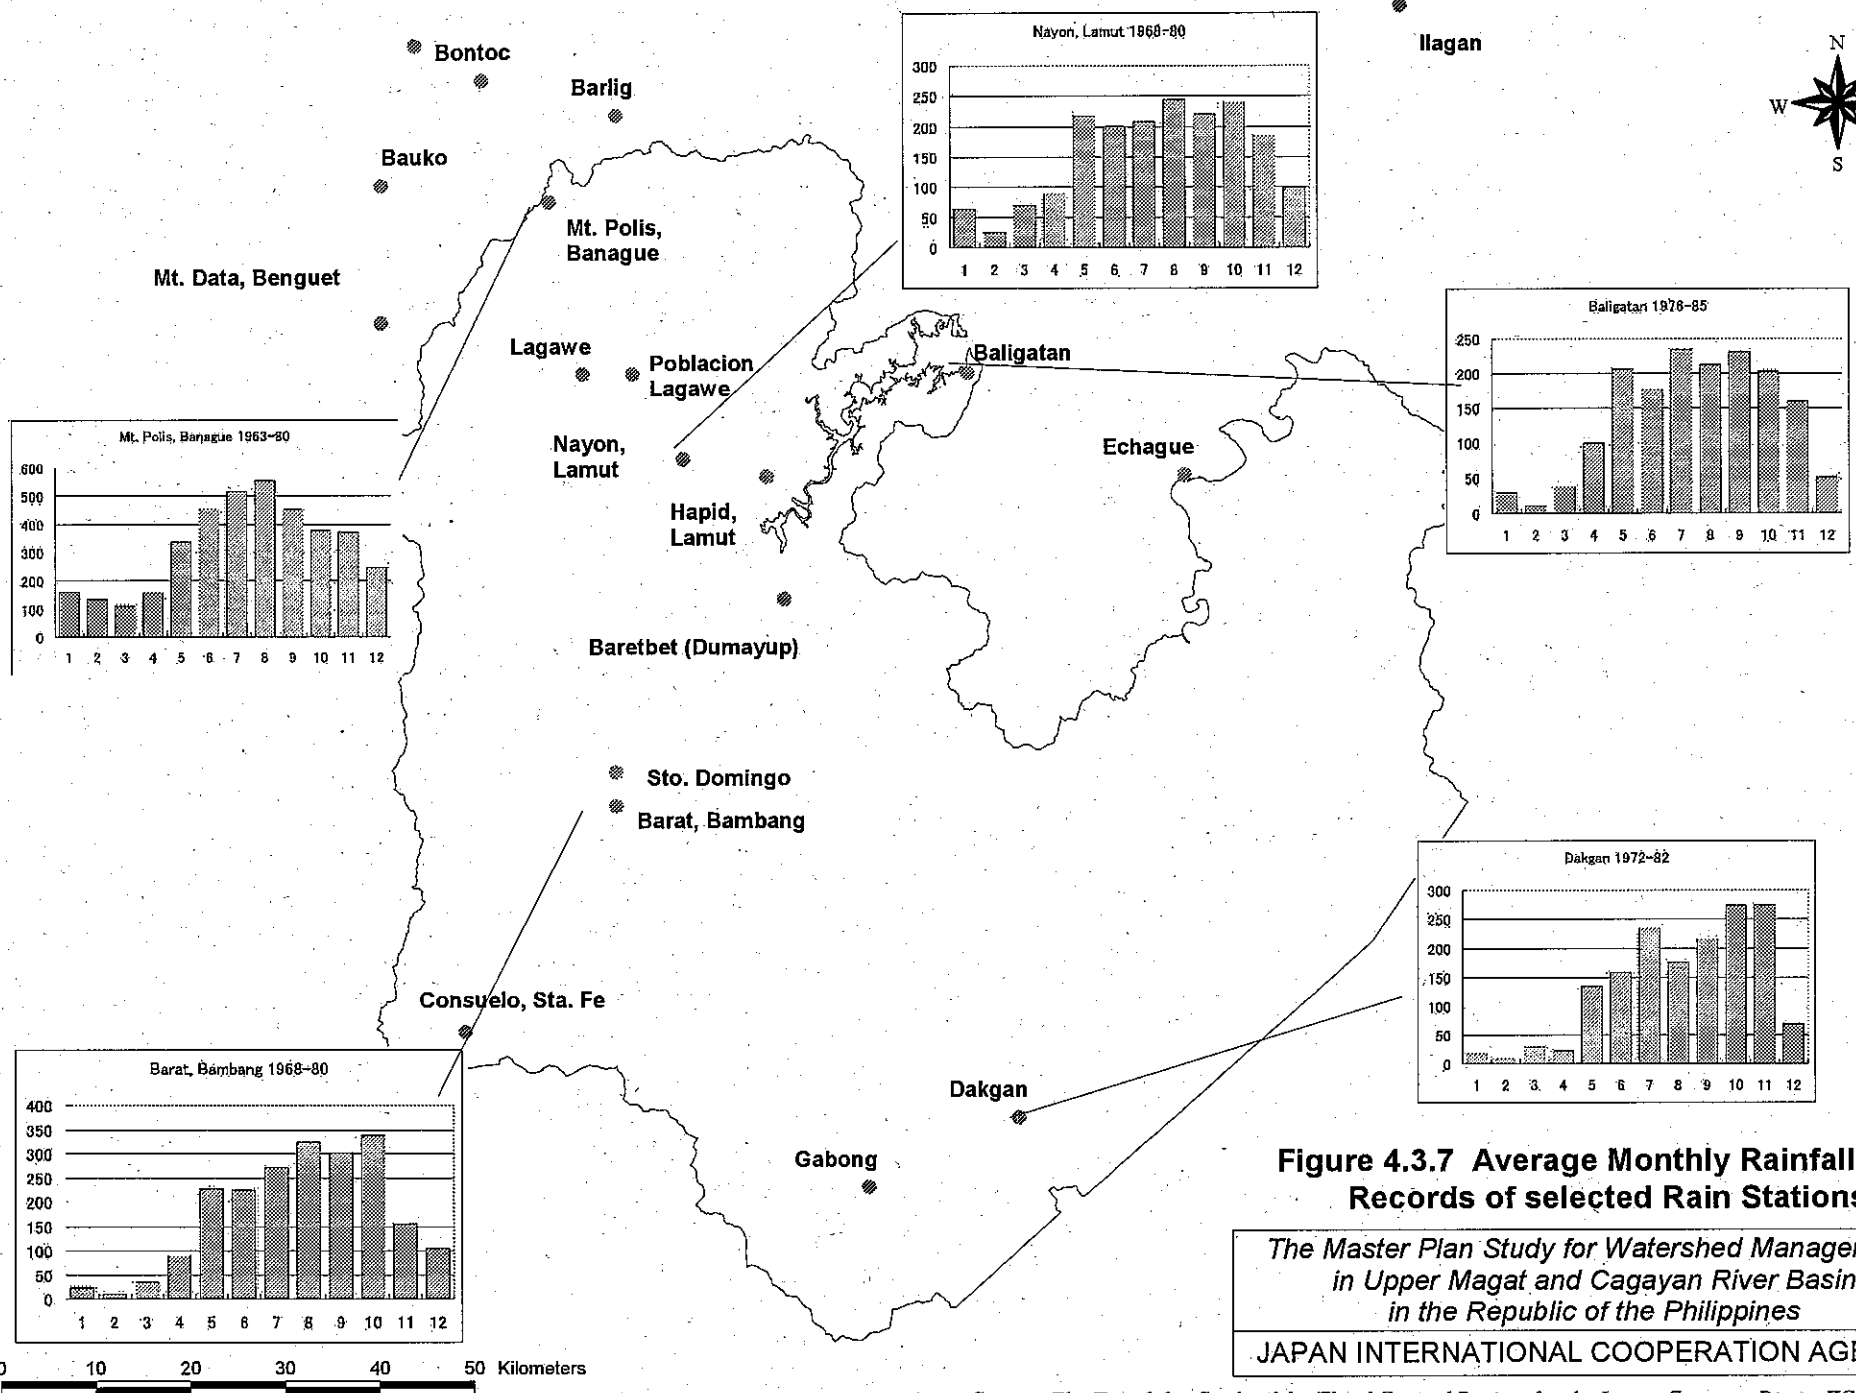 Bontoc
Barlig
Bauko
Ilagan
N
W
S
Mt. Polis,
Banague
Mt. Data, Benguet
Lagawe
Poblacion
Lagawe
Baligatan
Nayon,
Lamut
Hapid,
Lamut
Echague
Baretbet (Dumayup)
Sto. Domingo
Barat, Bambang
Consuelo, Sta. Fe
Dakgan
Gabong
Nayon, Lamut 1968-80
300
250
200
150
100
50
0
1 2 3 4 5 6 7 8 9 10 11 12
Baligatan 1976-85
250
200
150
100
50
0
1 2 3 4 5 6 7 8 9 10 11 12
Mt. Polis, Banague 1963-80
600
500
400
300
200
100
0
1 2 3 4 5 6 7 8 9 10 11 12
Dakgan 1972-82
300
250
200
150
100
50
0
1 2 3 4 5 6 7 8 9 10 11 12
Barat, Bambang 1968-80
400
350
300
250
200
150
100
50
0
1 2 3 4 5 6 7 8 9 10 11 12
0 10 20 30 40 50 Kilometers
Figure 4.3.7 Average Monthly Rainfall
Records of selected Rain Stations
The Master Plan Study for Watershed Manage
in Upper Magat and Cagayan River Basin
in the Republic of the Philippines
JAPAN INTERNATIONAL COOPERATION AGE